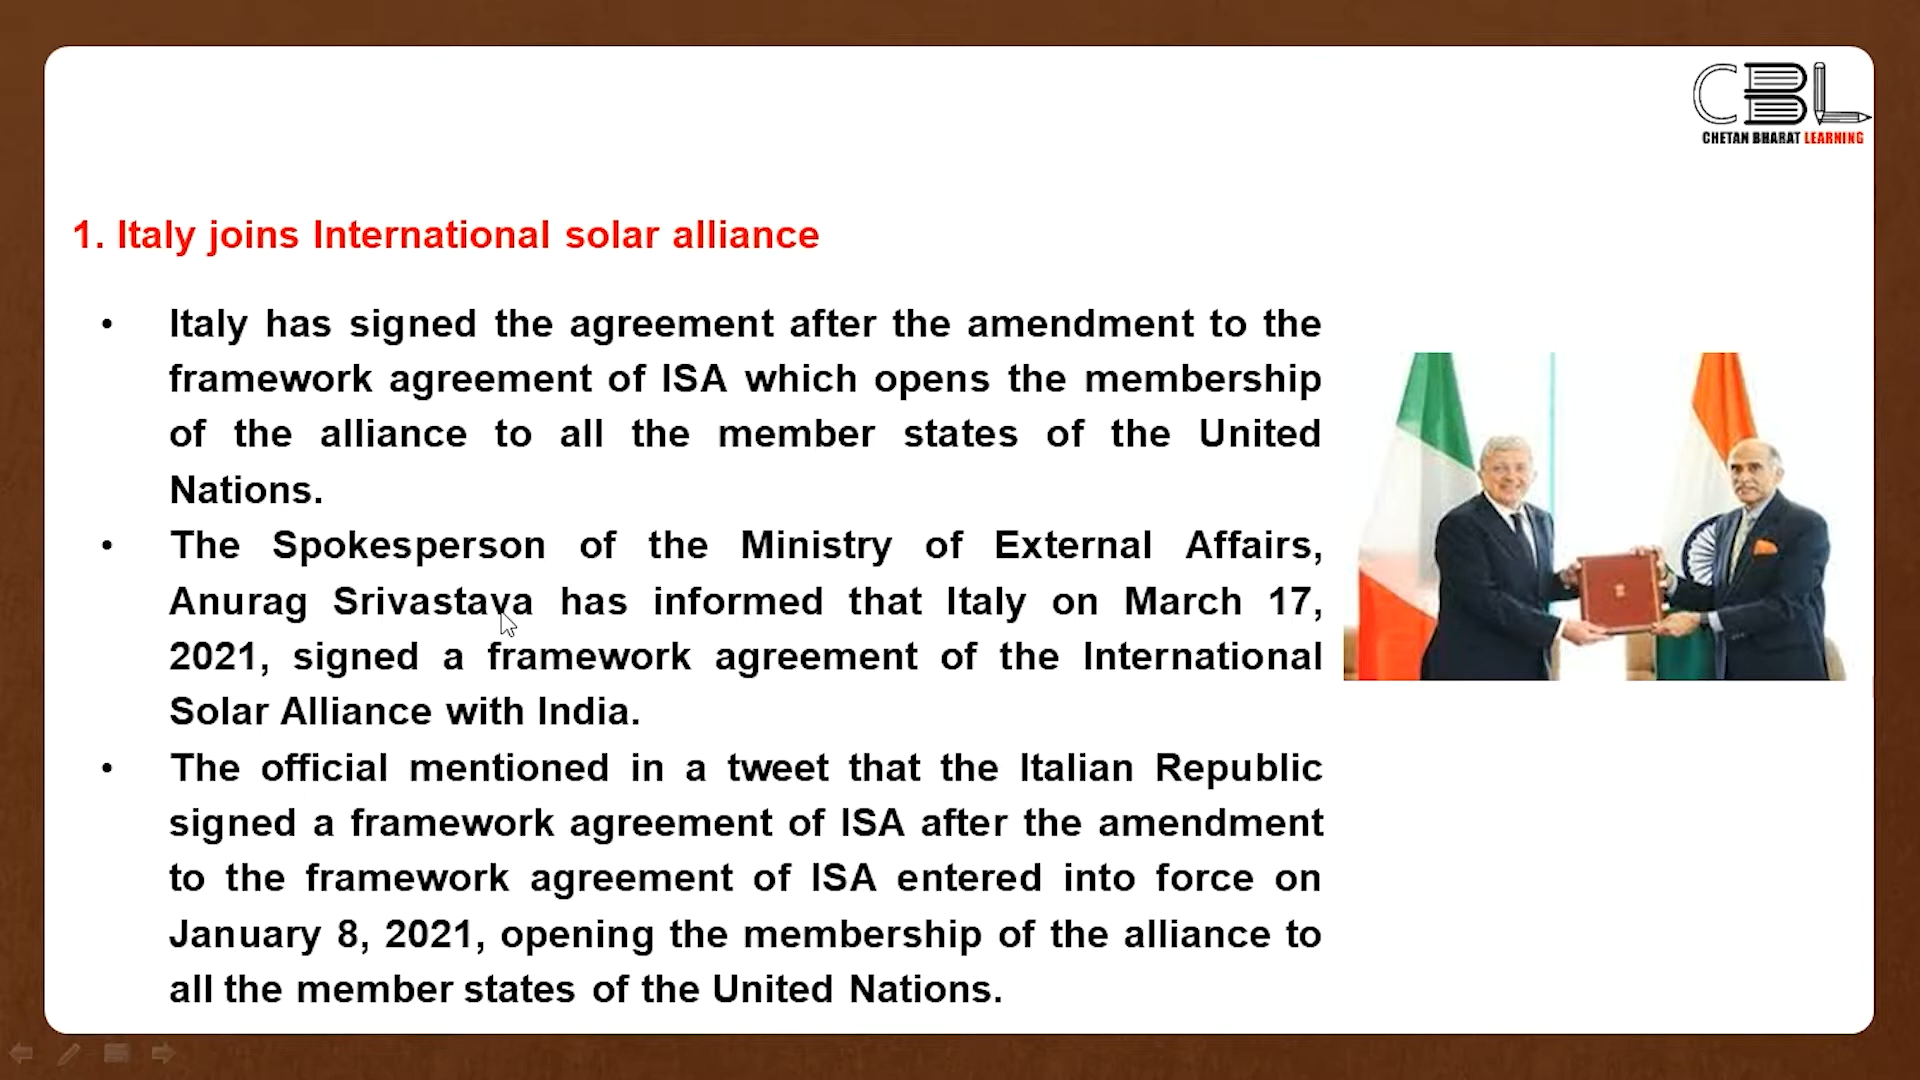 CBL
CHETAN BHARAT LEARNING
1. Italy joins International solar alliance
• Italy has signed the agreement after the amendment to the
framework agreement of ISA which opens the membership
of the alliance to all the member states of the United
Nations.
• The Spokesperson of the Ministry of External Affairs,
Anurag Srivastava has informed that Italy on March 17,
2021, signed a framework agreement of the International
Solar Alliance with India.
• The official mentioned in a tweet that the Italian Republic
signed a framework agreement of ISA after the amendment
to the framework agreement of ISA entered into force on
January 8, 2021, opening the membership of the alliance to
all the member states of the United Nations.